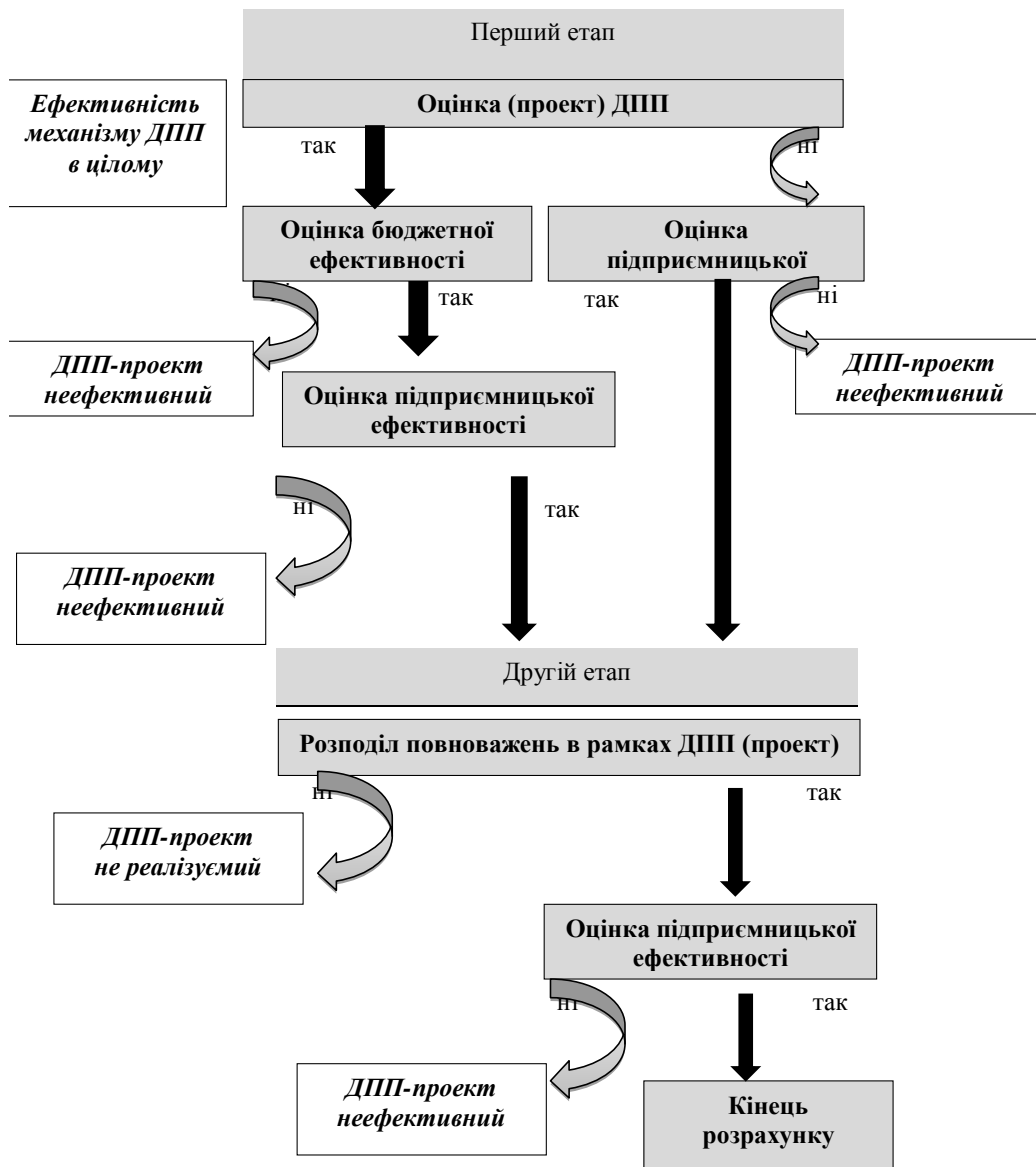 Перший етап
Ефективність
механізму ДПП
в цілому
Оцінка (проект) ДПП
так
ні
Оцінка бюджетної
ефективності
Оцінка
підприємницької
ні
так
так
ні
ДПП-проект
неефективний
ДПП-проект
неефективний
Оцінка підприємницької
ефективності
ні
так
ДПП-проект
неефективний
Другій етап
Розподіл повноважень в рамках ДПП (проект)
ні
так
ДПП-проект
не реалізуємий
Оцінка підприємницької
ефективності
ні
так
ДПП-проект
неефективний
Кінець
розрахунку